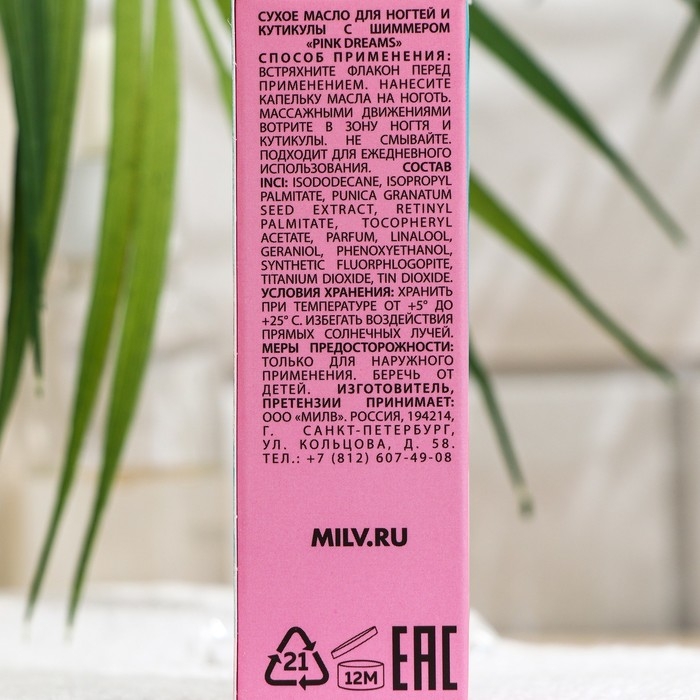 СУХОЕ МАСЛО ДЛЯ НОГТЕЙ И
КУТИКУЛЫ С ШИММЕРОМ
«PINK DREAMS»
СПОСОБ ПРИМЕНЕНИЯ:
ВСТРЯХНИТЕ ФЛАКОН ПЕРЕД
ПРИМЕНЕНИЕМ. НАНЕСИТЕ
КАПЕЛЬКУ МАСЛА НА НОГОТЬ.
МАССАЖНЫМИ ДВИЖЕНИЯМИ
ВОТРИТЕ В ЗОНУ НОГТЯ И
КУТИКУЛЫ. НЕ СМЫВАЙТЕ.
ПОДХОДИТ ДЛЯ ЕЖЕДНЕВНОГО
ИСПОЛЬЗОВАНИЯ. СОСТАВ
INCI: ISODODECANE, ISOPROPYL
PALMITATE, PUNICA GRANATUM
SEED EXTRACT, RETINYL
PALMITATE, TOCOPHERYL
ACETATE, PARFUM, LINALOOL,
GERANIOL, PHENOXYETHANOL,
SYNTHETIC FLUORPHLOGOPITE,
TITANIUM DIOXIDE, TIN DIOXIDE.
УСЛОВИЯ ХРАНЕНИЯ: ХРАНИТЬ
ПРИ ТЕМПЕРАТУРЕ ОТ +5° ДО
+25° С. ИЗБЕГАТЬ ВОЗДЕЙСТВИЯ
ПРЯМЫХ СОЛНЕЧНЫХ ЛУЧЕЙ.
МЕРЫ ПРЕДОСТОРОЖНОСТИ:
ТОЛЬКО ДЛЯ НАРУЖНОГО
ПРИМЕНЕНИЯ. БЕРЕЧЬ ОТ
ДЕТЕЙ. ИЗГОТОВИТЕЛЬ,
ПРЕТЕНЗИИ ПРИНИМАЕТ:
ООО «МИЛВ». РОССИЯ, 194214,
Г. САНКТ-ПЕТЕРБУРГ,
УЛ. КОЛЬЦОВА, Д. 58.
ТЕЛ.: +7 (812) 607-49-08
MILV.RU
21 12M EAC